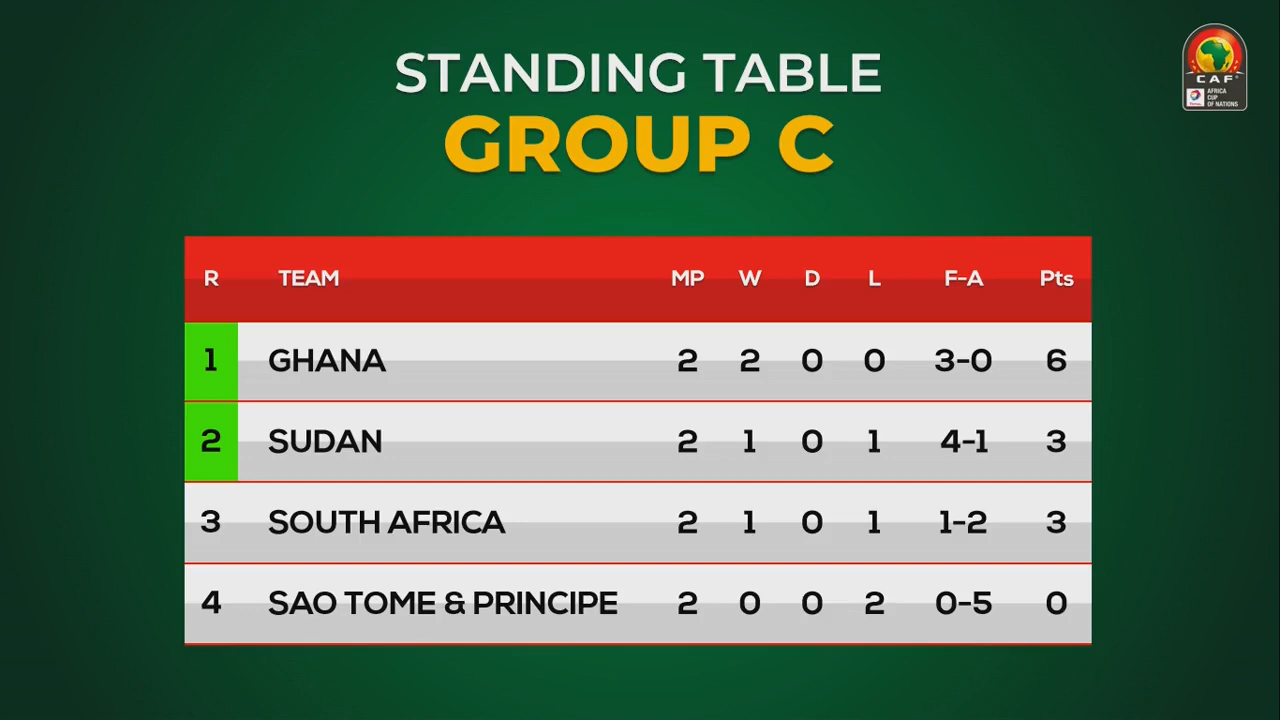 STANDING TABLE
GROUP C
CAF
TOTAL
AFRICA
CUP
OF NATIONS
R TEAM MP W D L F-A Pts
1 GHANA 2 2 0 0 3-0 6
2 SUDAN 2 1 0 1 4-1 3
3 SOUTH AFRICA 2 1 0 1 1-2 3
4 SAO TOME & PRINCIPE 2 0 0 2 0-5 0